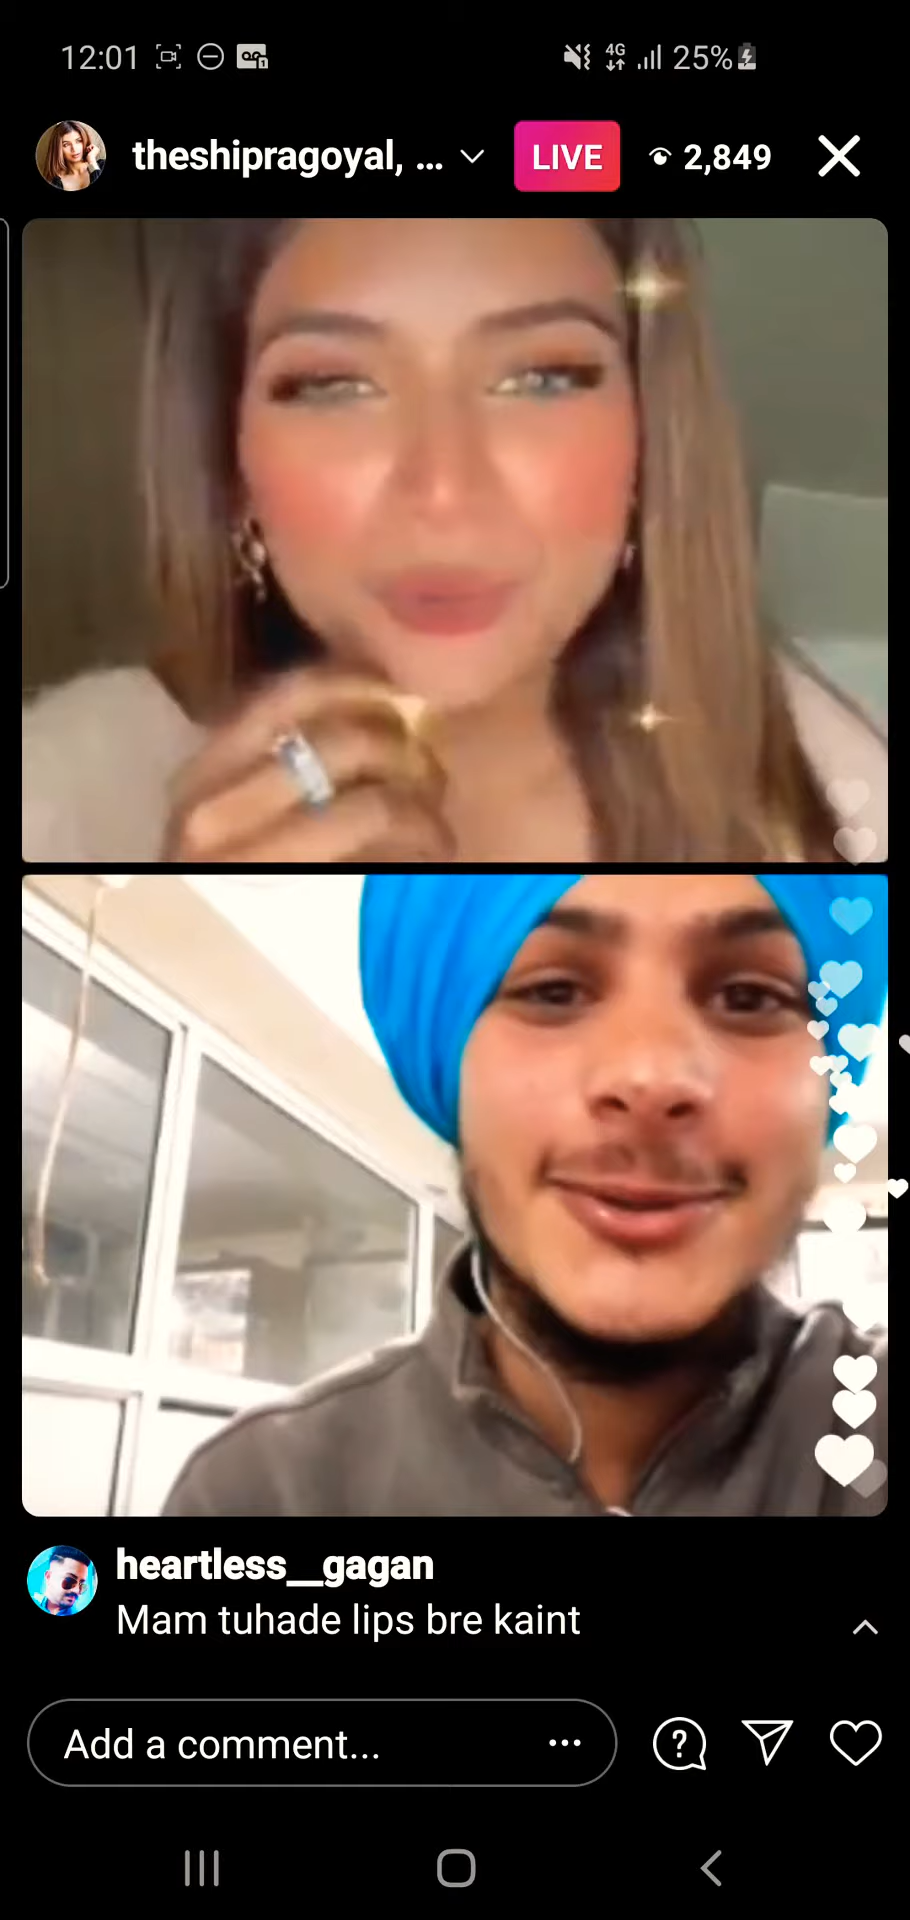 12:01 4G 25%
theshipragoyal, ... LIVE 2,849
heartless__gagan
Mam tuhade lips bre kaint
Add a comment...